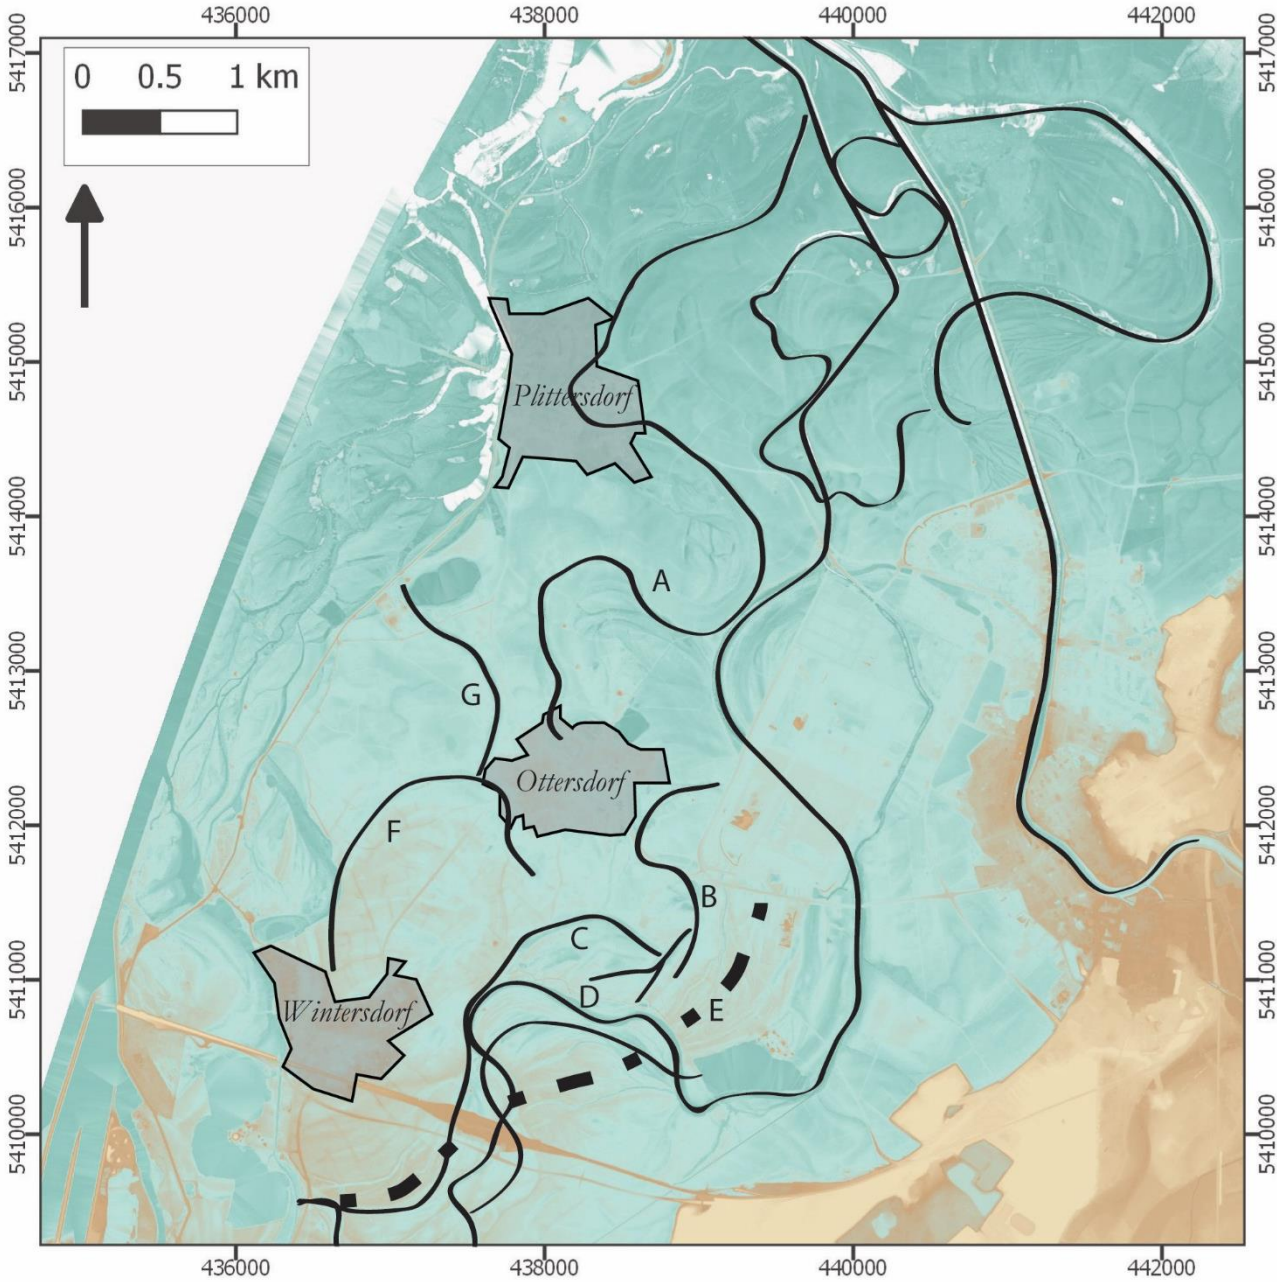 436000 438000 440000 442000
5417000 5417000
0 0.5 1 km
5416000 5416000
5415000 5415000
Plittersdorf
5414000 5414000
A
5413000 5413000
G
Ottersdorf
5412000 5412000
F
B
C
5411000 5411000
D
E
Wintersdorf
5410000 5410000
436000 438000 440000 442000